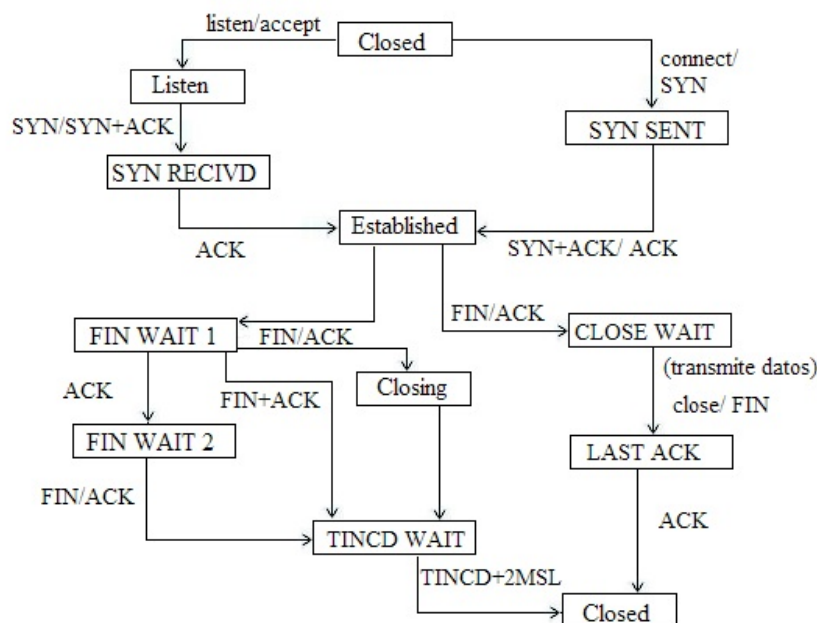 listen/accept
Closed
connect/
SYN
Listen
SYN/SYN+ACK
SYN SENT
SYN RECIVD
Established
ACK
SYN+ACK/ ACK
FIN/ACK
FIN WAIT 1
FIN/ACK
CLOSE WAIT
(transmite datos)
ACK
FIN+ACK
Closing
close/ FIN
FIN WAIT 2
LAST ACK
FIN/ACK
ACK
TINCD WAIT
TINCD+2MSL
Closed